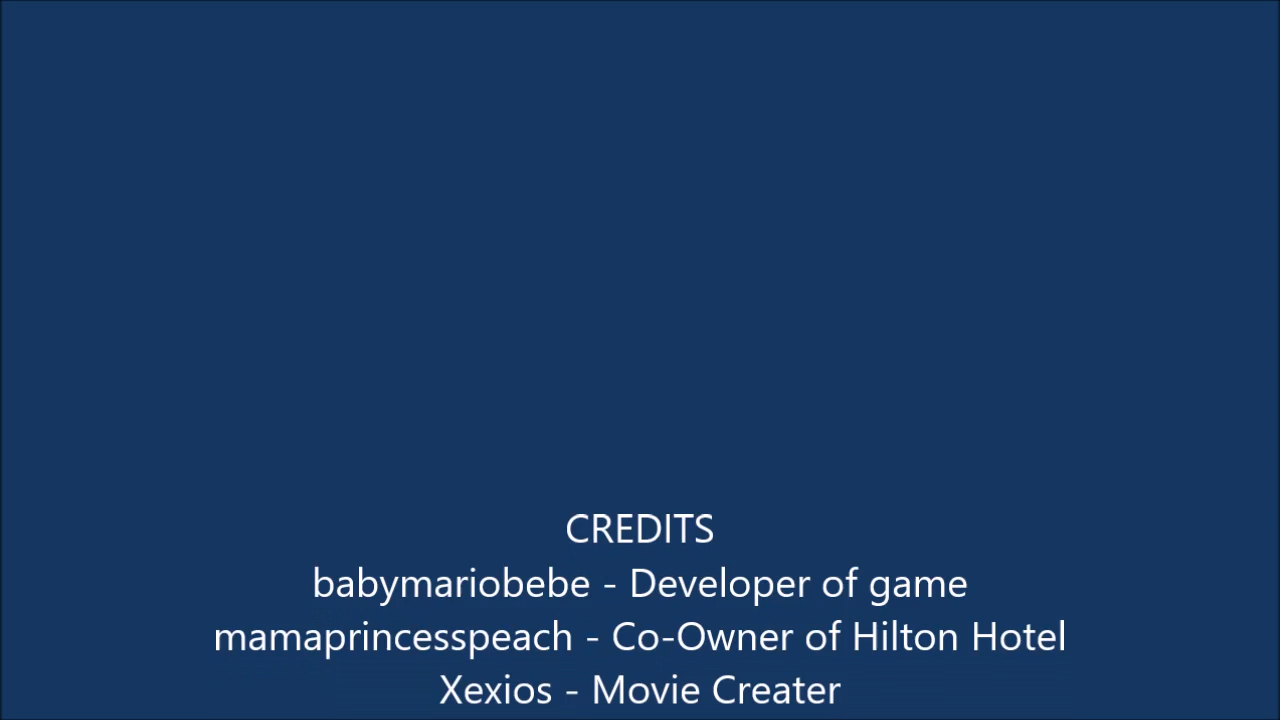 CREDITS
babymariobebe - Developer of game
mamaprincesspeach - Co-Owner of Hilton Hotel
Xexios - Movie Creater